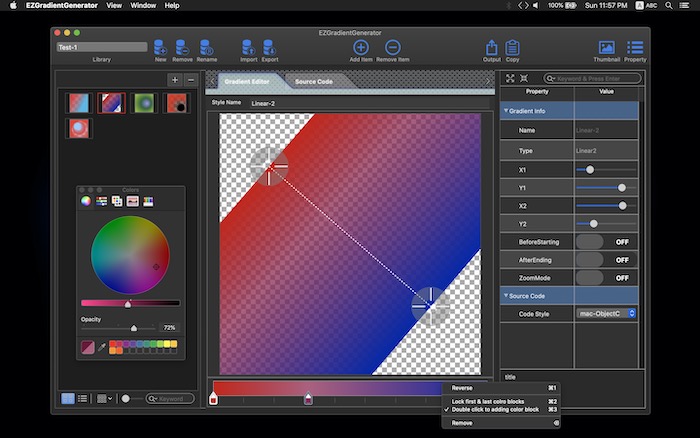 EZGradientGenerator View Window Help 100% ABC Sun 11:57 PM
EZGradientGenerator
Test-1
Library New Remove Rename Import Export Add Item Remove Item Output Copy Thumbnail Property
Gradient Editor Source Code
Keyword & Press Enter
Style Name Linear-2
Property Value
Gradient Info
Name Linear-2
Type Linear2
X1
Y1
X2
Y2
BeforeStarting OFF
AfterEnding OFF
ZoomMode OFF
Source Code
Code Style mac-ObjectC
title
Colors
Opacity
72%
Keyword
Reverse ⌘1
Lock first & last colro blocks ⌘2
✓ Double click to adding color block ⌘3
Remove ⌫